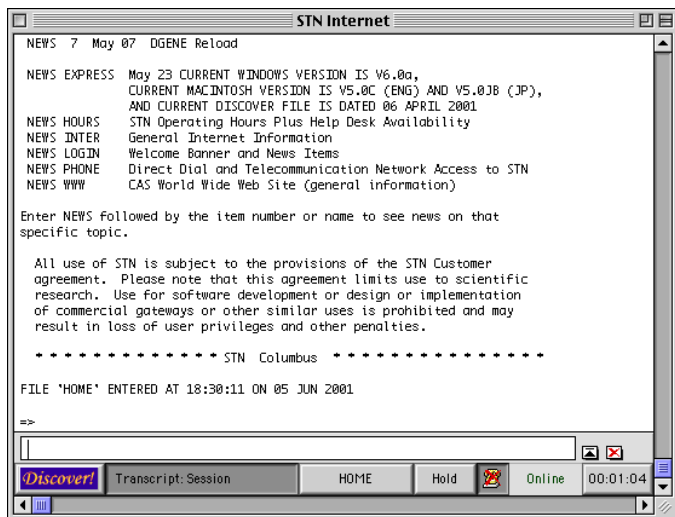 STN Internet
NEWS 7 May 07 DGENE Reload
NEWS EXPRESS May 23 CURRENT WINDOWS VERSION IS V6.0a,
CURRENT MACINTOSH VERSION IS V5.0C (ENG) AND V5.0JB (JP),
AND CURRENT DISCOVER FILE IS DATED 06 APRIL 2001
NEWS HOURS STN Operating Hours Plus Help Desk Availability
NEWS INTER General Internet Information
NEWS LOGIN Welcome Banner and News Items
NEWS PHONE Direct Dial and Telecommunication Network Access to STN
NEWS WWW CAS World Wide Web Site (general information)
Enter NEWS followed by the item number or name to see news on that
specific topic.
All use of STN is subject to the provisions of the STN Customer
agreement. Please note that this agreement limits use to scientific
research. Use for software development or design or implementation
of commercial gateways or other similar uses is prohibited and may
result in loss of user privileges and other penalties.
* * * * * * * * * * * * * STN Columbus * * * * * * * * * * * * * * *
FILE 'HOME' ENTERED AT 18:30:11 ON 05 JUN 2001
=>
Discover! Transcript: Session HOME Hold Online 00:01:04